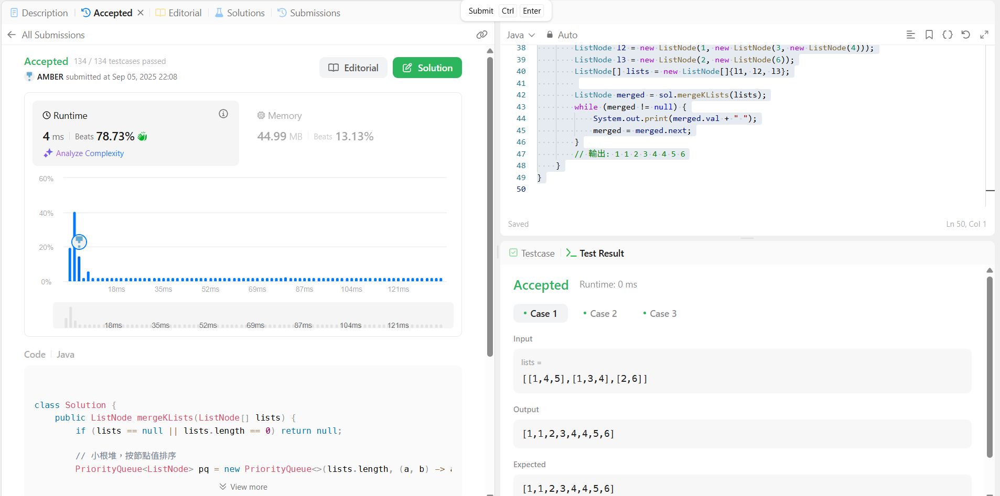 Description
Accepted
Editorial
Solutions
Submissions
Submit Ctrl Enter
All Submissions
Accepted 134 / 134 testcases passed
AMBER submitted at Sep 05, 2025 22:08
Editorial
Solution
Runtime
4 ms Beats 78.73%
Analyze Complexity
Memory
44.99 MB Beats 13.13%
60%
40%
20%
0%
18ms 35ms 52ms 69ms 87ms 104ms 121ms
18ms 35ms 52ms 69ms 87ms 104ms 121ms
Code Java
class Solution {
public ListNode mergeKLists(ListNode[] lists) {
if (lists == null || lists.length == 0) return null;
// 小根堆，按節點值排序
PriorityQueue<ListNode> pq = new PriorityQueue<>(lists.length, (a, b) ->
View more
Java Auto
38 ListNode l2 = new ListNode(1, new ListNode(3, new ListNode(4)));
39 ListNode l3 = new ListNode(2, new ListNode(6));
40 ListNode[] lists = new ListNode[]{l1, l2, l3};
41
42 ListNode merged = sol.mergeKLists(lists);
43 while (merged != null) {
44 System.out.print(merged.val + " ");
45 merged = merged.next;
46 }
47 // 輸出: 1 1 2 3 4 4 5 6
48 }
49 }
50
Saved
Ln 50, Col 1
Testcase
Test Result
Accepted Runtime: 0 ms
Case 1 Case 2 Case 3
Input
lists =
[[1,4,5],[1,3,4],[2,6]]
Output
[1,1,2,3,4,4,5,6]
Expected
[1,1,2,3,4,4,5,6]